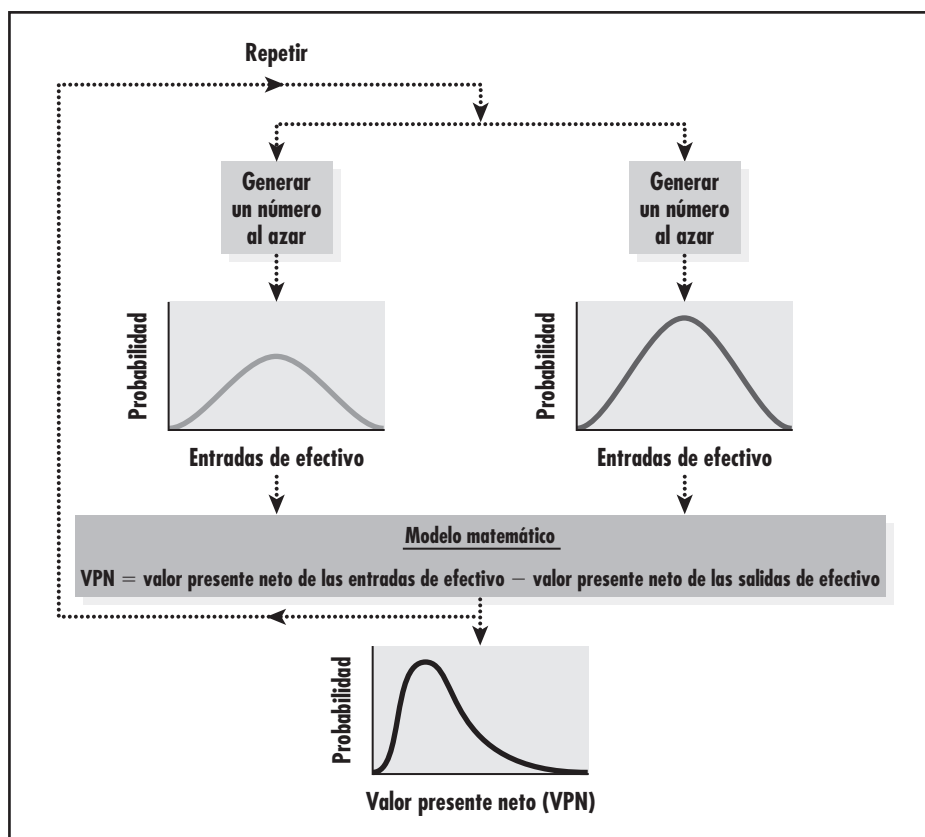 Repetir
Generar
un número
al azar
Generar
un número
al azar
Probabilidad
Entradas de efectivo
Probabilidad
Entradas de efectivo
Modelo matemático
VPN = valor presente neto de las entradas de efectivo − valor presente neto de las salidas de efectivo
Probabilidad
Valor presente neto (VPN)